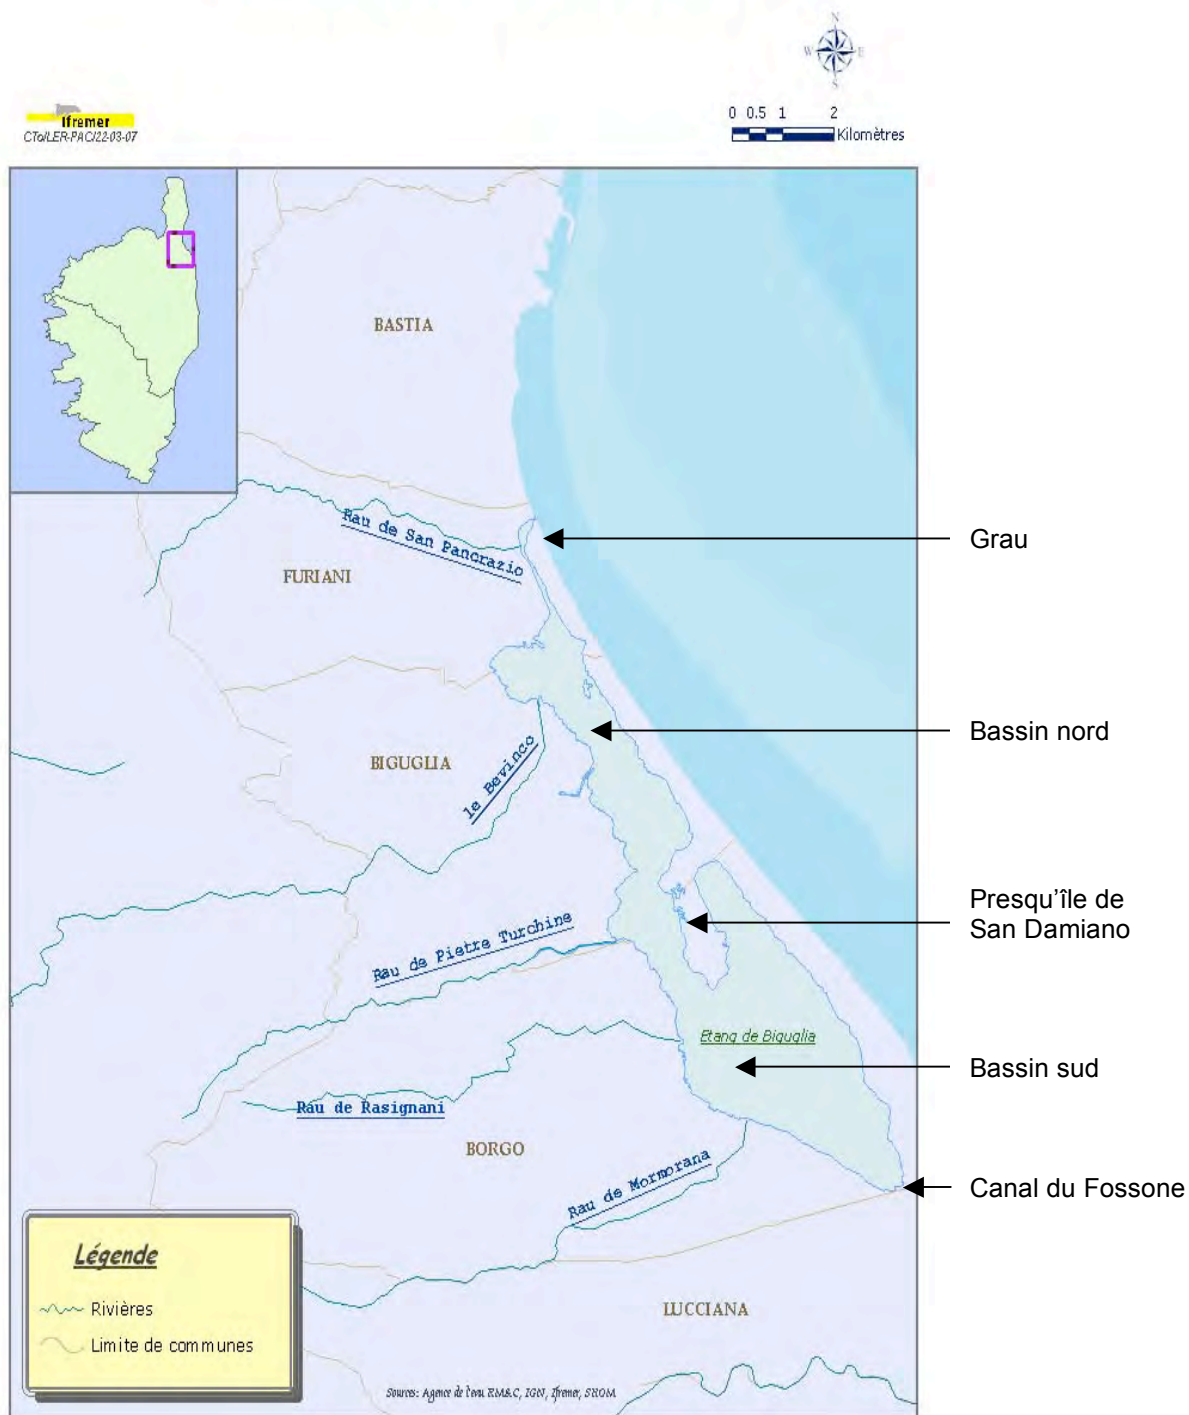 N
W E
S
Ifremer
CTo/LER-PAC/22-03-07
0 0.5 1 2
Kilomètres
BASTIA
Rau de San Pancrazio
Grau
FURIANI
Bassin nord
BIGUGLIA
le Bevinco
Presqu'île de
San Damiano
Rau de Pietre Turchine
Etang de Biguglia
Bassin sud
Rau de Rasignani
BORGO
Rau de Mormorana
Canal du Fossone
Légende
Rivières
Limite de communes
LUCCIANA
Sources: Agence de l'eau RM&C, IGN, Ifremer, SHOM